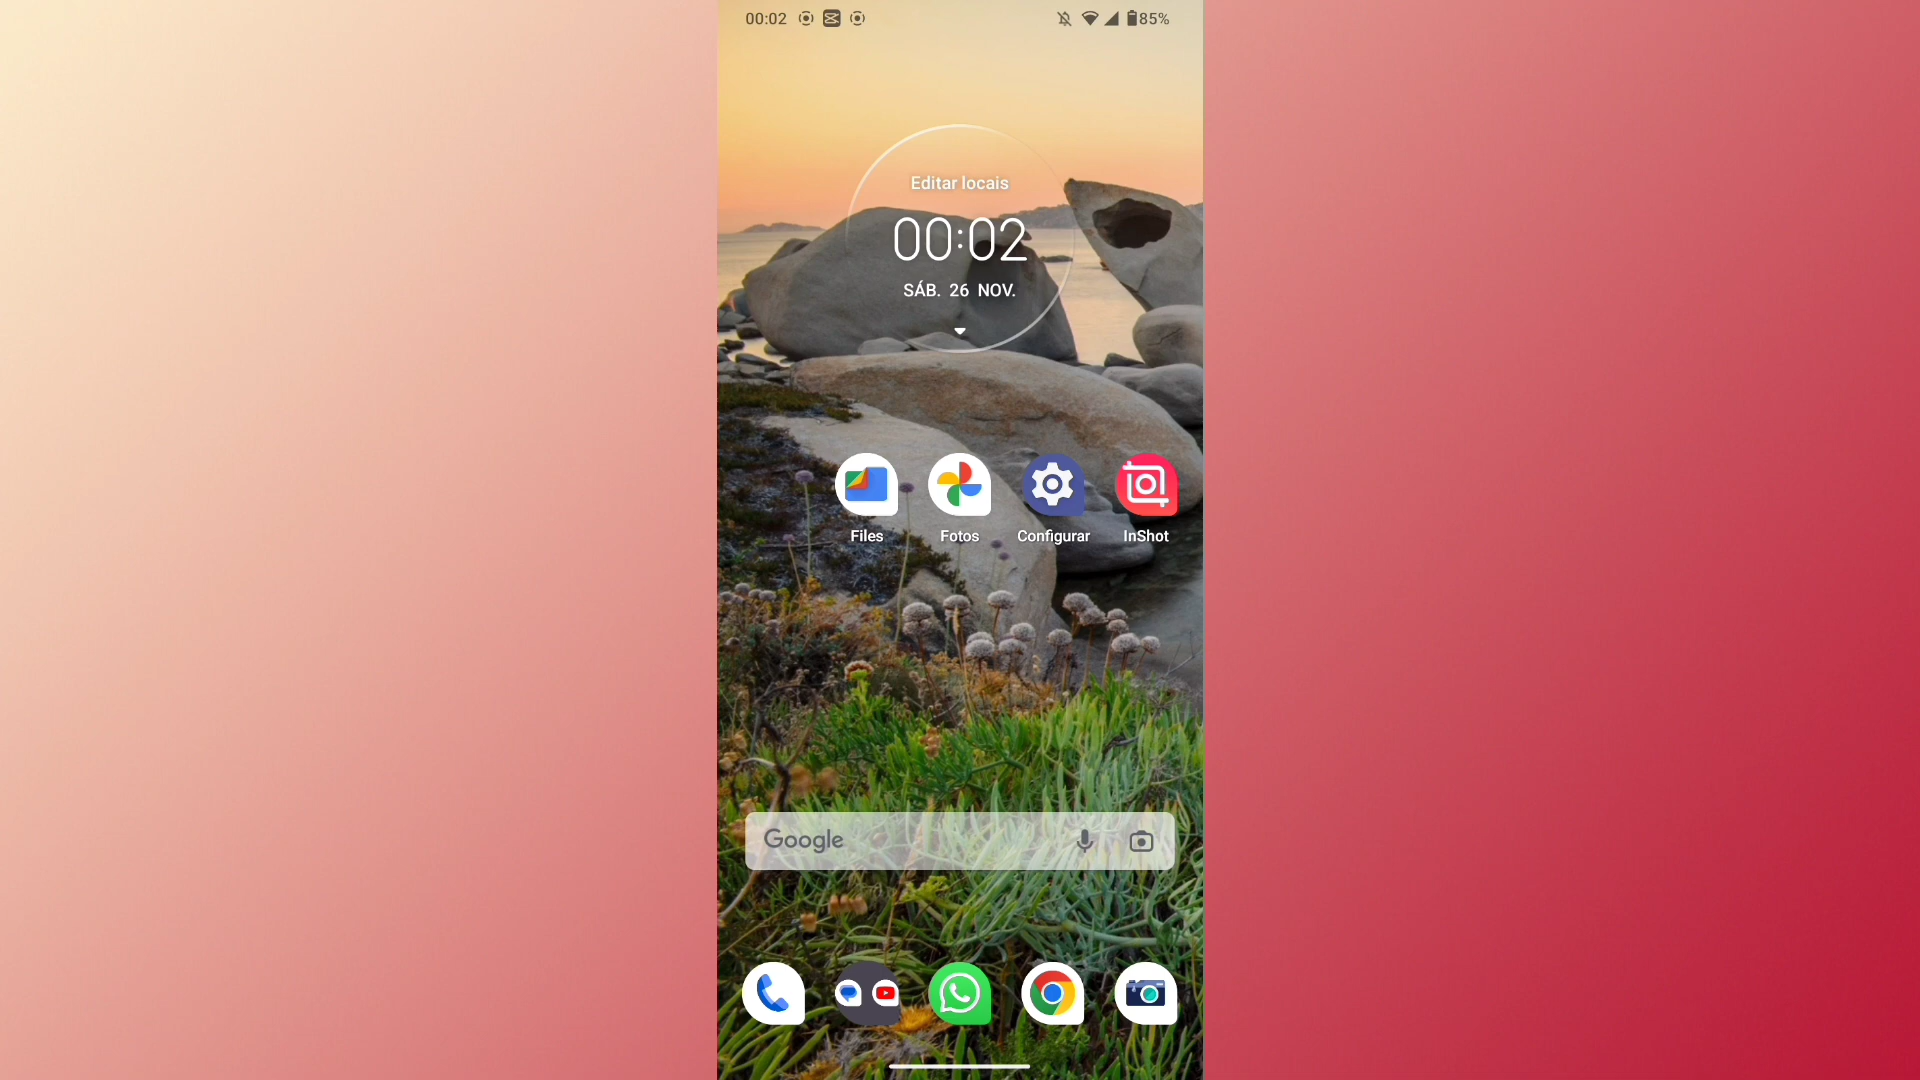 00:02
85%
Editar locais
00:02
SÁB. 26 NOV.
Files
Fotos
Configurar
InShot
Google